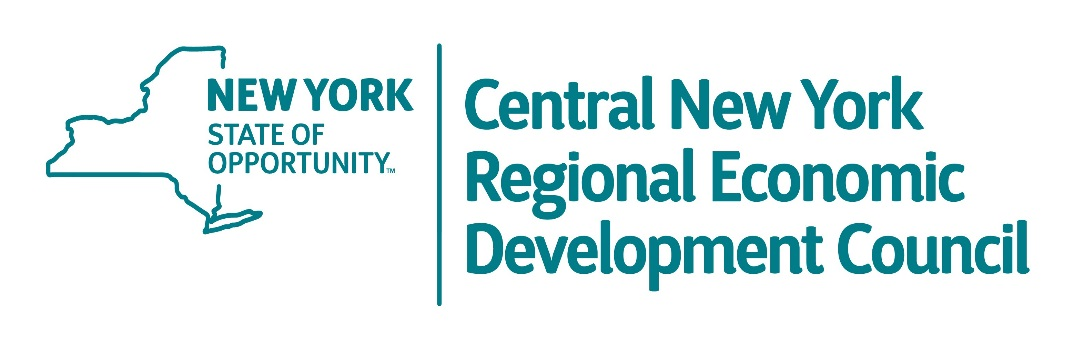 NEW YORK
STATE OF
OPPORTUNITY™
Central New York
Regional Economic
Development Council